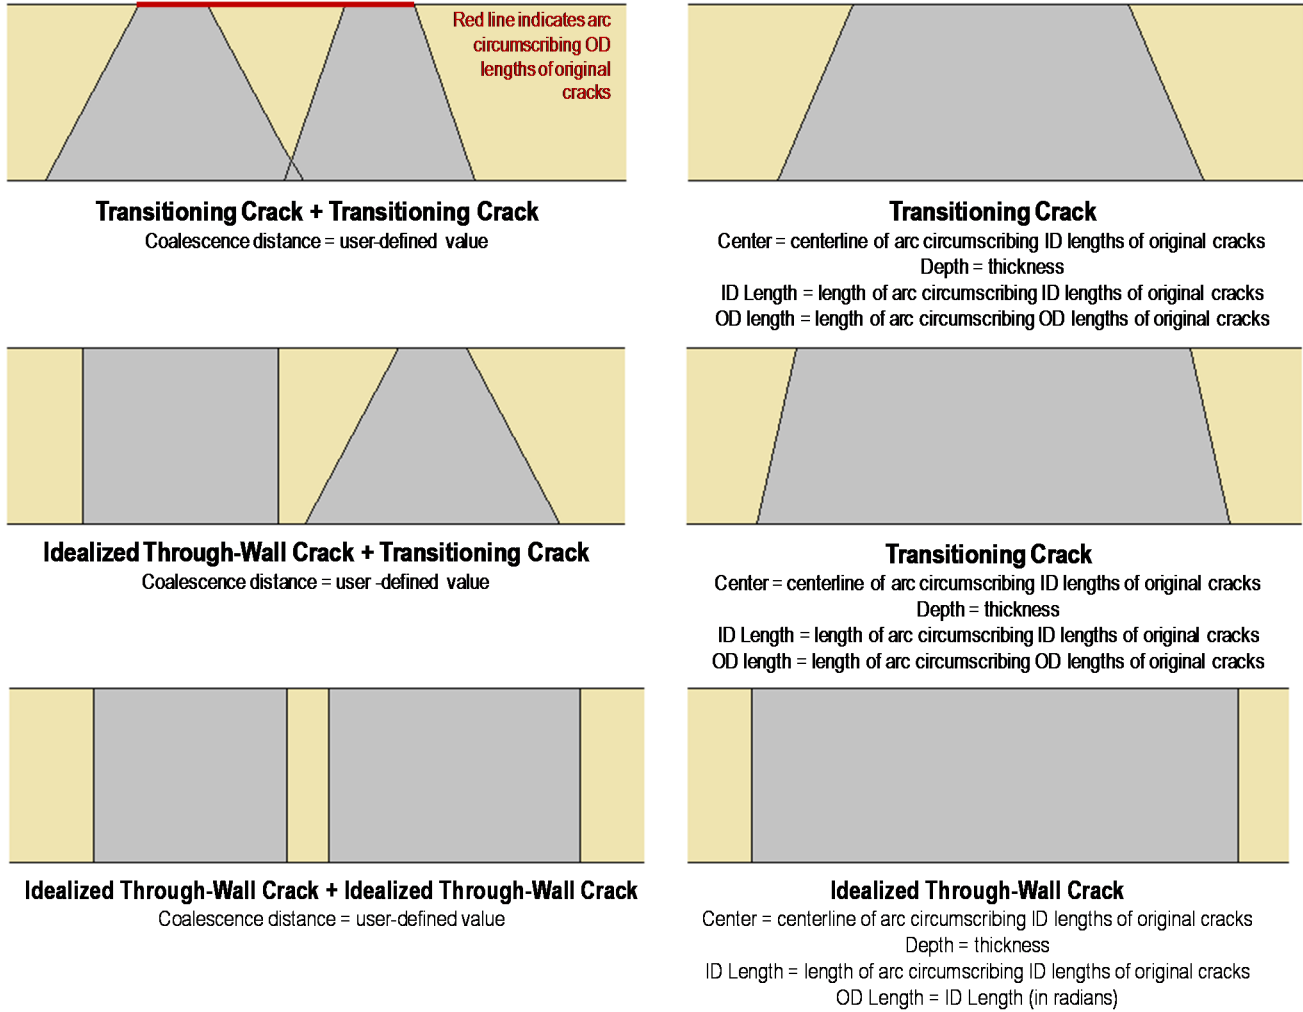 Red line indicates arc
circumscribing OD
lengths of original
cracks
Transitioning Crack + Transitioning Crack
Coalescence distance = user-defined value
Transitioning Crack
Center = centerline of arc circumscribing ID lengths of original cracks
Depth = thickness
ID Length = length of arc circumscribing ID lengths of original cracks
OD length = length of arc circumscribing OD lengths of original cracks
Idealized Through-Wall Crack + Transitioning Crack
Coalescence distance = user -defined value
Transitioning Crack
Center = centerline of arc circumscribing ID lengths of original cracks
Depth = thickness
ID Length = length of arc circumscribing ID lengths of original cracks
OD length = length of arc circumscribing OD lengths of original cracks
Idealized Through-Wall Crack + Idealized Through-Wall Crack
Coalescence distance = user-defined value
Idealized Through-Wall Crack
Center = centerline of arc circumscribing ID lengths of original cracks
Depth = thickness
ID Length = length of arc circumscribing ID lengths of original cracks
OD Length = ID Length (in radians)